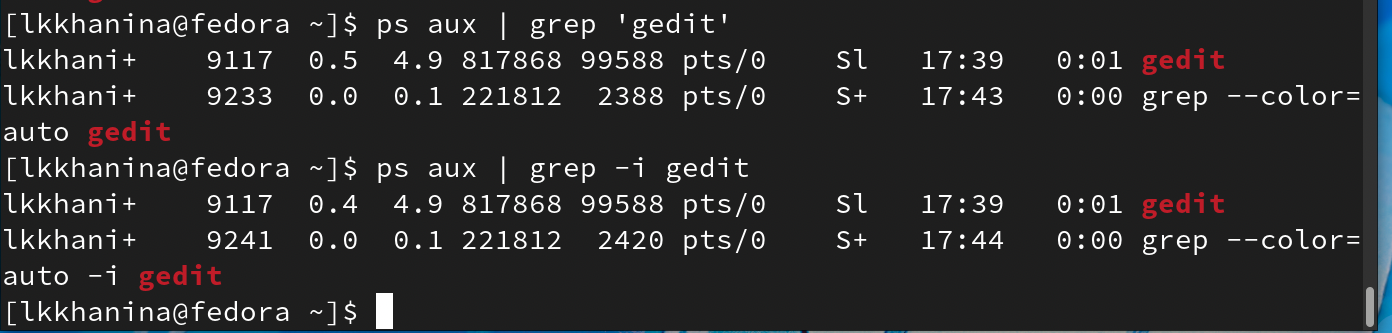 [lkkhanina@fedora ~]$ ps aux | grep 'gedit'
lkkhani+    9117  0.5  4.9 817868 99588 pts/0    Sl   17:39   0:01 gedit
lkkhani+    9233  0.0  0.1 221812  2388 pts/0    S+   17:43   0:00 grep --color=
auto gedit
[lkkhanina@fedora ~]$ ps aux | grep -i gedit
lkkhani+    9117  0.4  4.9 817868 99588 pts/0    Sl   17:39   0:01 gedit
lkkhani+    9241  0.0  0.1 221812  2420 pts/0    S+   17:44   0:00 grep --color=
auto -i gedit
[lkkhanina@fedora ~]$